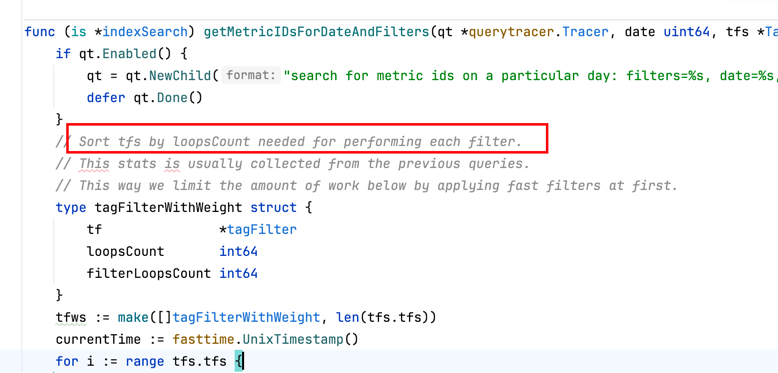 func (is *indexSearch) getMetricIDsForDateAndFilters(qt *querytracer.Tracer, date uint64, tfs *Ta
if qt.Enabled() {
qt = qt.NewChild( format: "search for metric ids on a particular day: filters=%s, date=%s,
defer qt.Done()
}
// Sort tfs by loopsCount needed for performing each filter.
// This stats is usually collected from the previous queries.
// This way we limit the amount of work below by applying fast filters at first.
type tagFilterWithWeight struct {
tf *tagFilter
loopsCount int64
filterLoopsCount int64
}
tfws := make([]tagFilterWithWeight, len(tfs.tfs))
currentTime := fasttime.UnixTimestamp()
for i := range tfs.tfs {